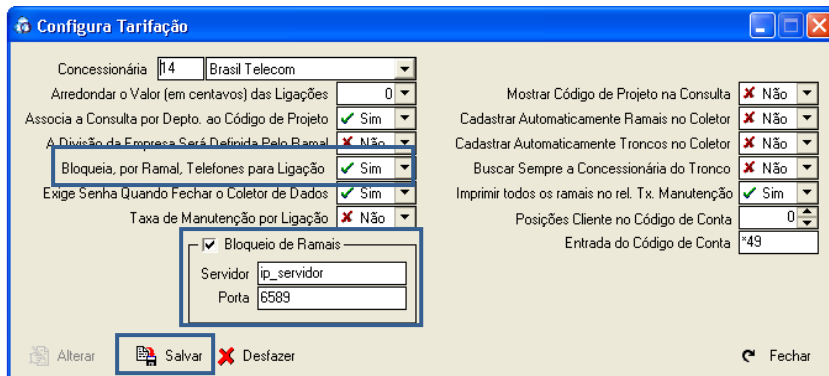 Configura Tarifação
Concessionária 14 Brasil Telecom
Arredondar o Valor (em centavos) das Ligações 0
Associa a Consulta por Depto. ao Código de Projeto Sim
A Divisão da Empresa Será Definida Pelo Ramal Não
Bloqueia, por Ramal, Telefones para Ligação Sim
Exige Senha Quando Fechar o Coletor de Dados Sim
Taxa de Manutenção por Ligação Não
Bloqueio de Ramais
Servidor ip_servidor
Porta 6589
Mostrar Código de Projeto na Consulta Não
Cadastrar Automaticamente Ramais no Coletor Não
Cadastrar Automaticamente Troncos no Coletor Não
Buscar Sempre a Concessionária do Tronco Não
Imprimir todos os ramais no rel. Tx. Manutenção Sim
Posições Cliente no Código de Conta 0
Entrada do Código de Conta *49
Alterar Salvar Desfazer Fechar